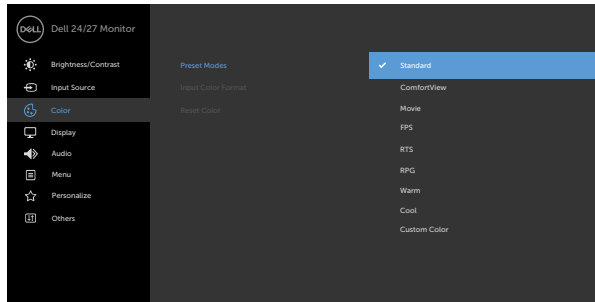 DELL Dell 24/27 Monitor
Brightness/Contrast
Input Source
Color
Display
Audio
Menu
Personalize
Others
Preset Modes
Input Color Format
Reset Color
Standard
ComfortView
Movie
FPS
RTS
RPG
Warm
Cool
Custom Color